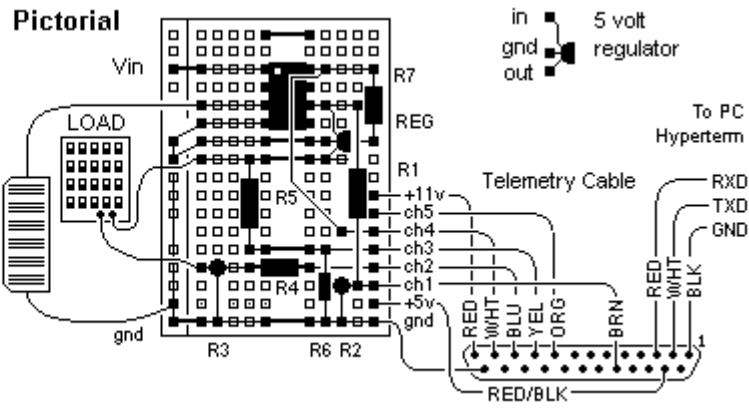 Pictorial
in
5 volt
gnd
regulator
out
Vin
R7
LOAD
REG
To PC
Hyperterm
R1
Telemetry Cable
RXD
TXD
GND
R5
+11v
ch5
ch4
ch3
ch2
R4
ch1
+5v
gnd
gnd
RED
WHT
BLU
YEL
ORG
BRN
RED
WHT
BLK
1
R3
R6
R2
RED/BLK